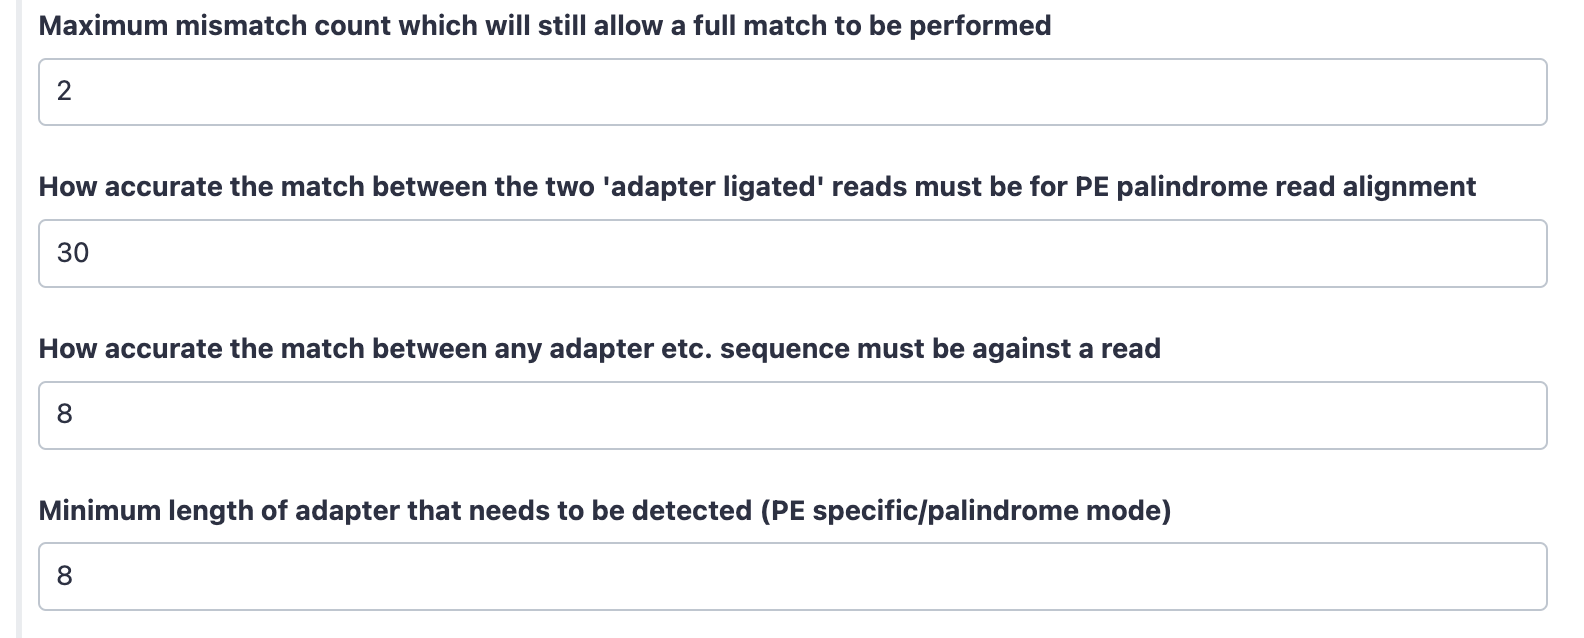 Maximum mismatch count which will still allow a full match to be performed
2
How accurate the match between the two 'adapter ligated' reads must be for PE palindrome read alignment
30
How accurate the match between any adapter etc. sequence must be against a read
8
Minimum length of adapter that needs to be detected (PE specific/palindrome mode)
8